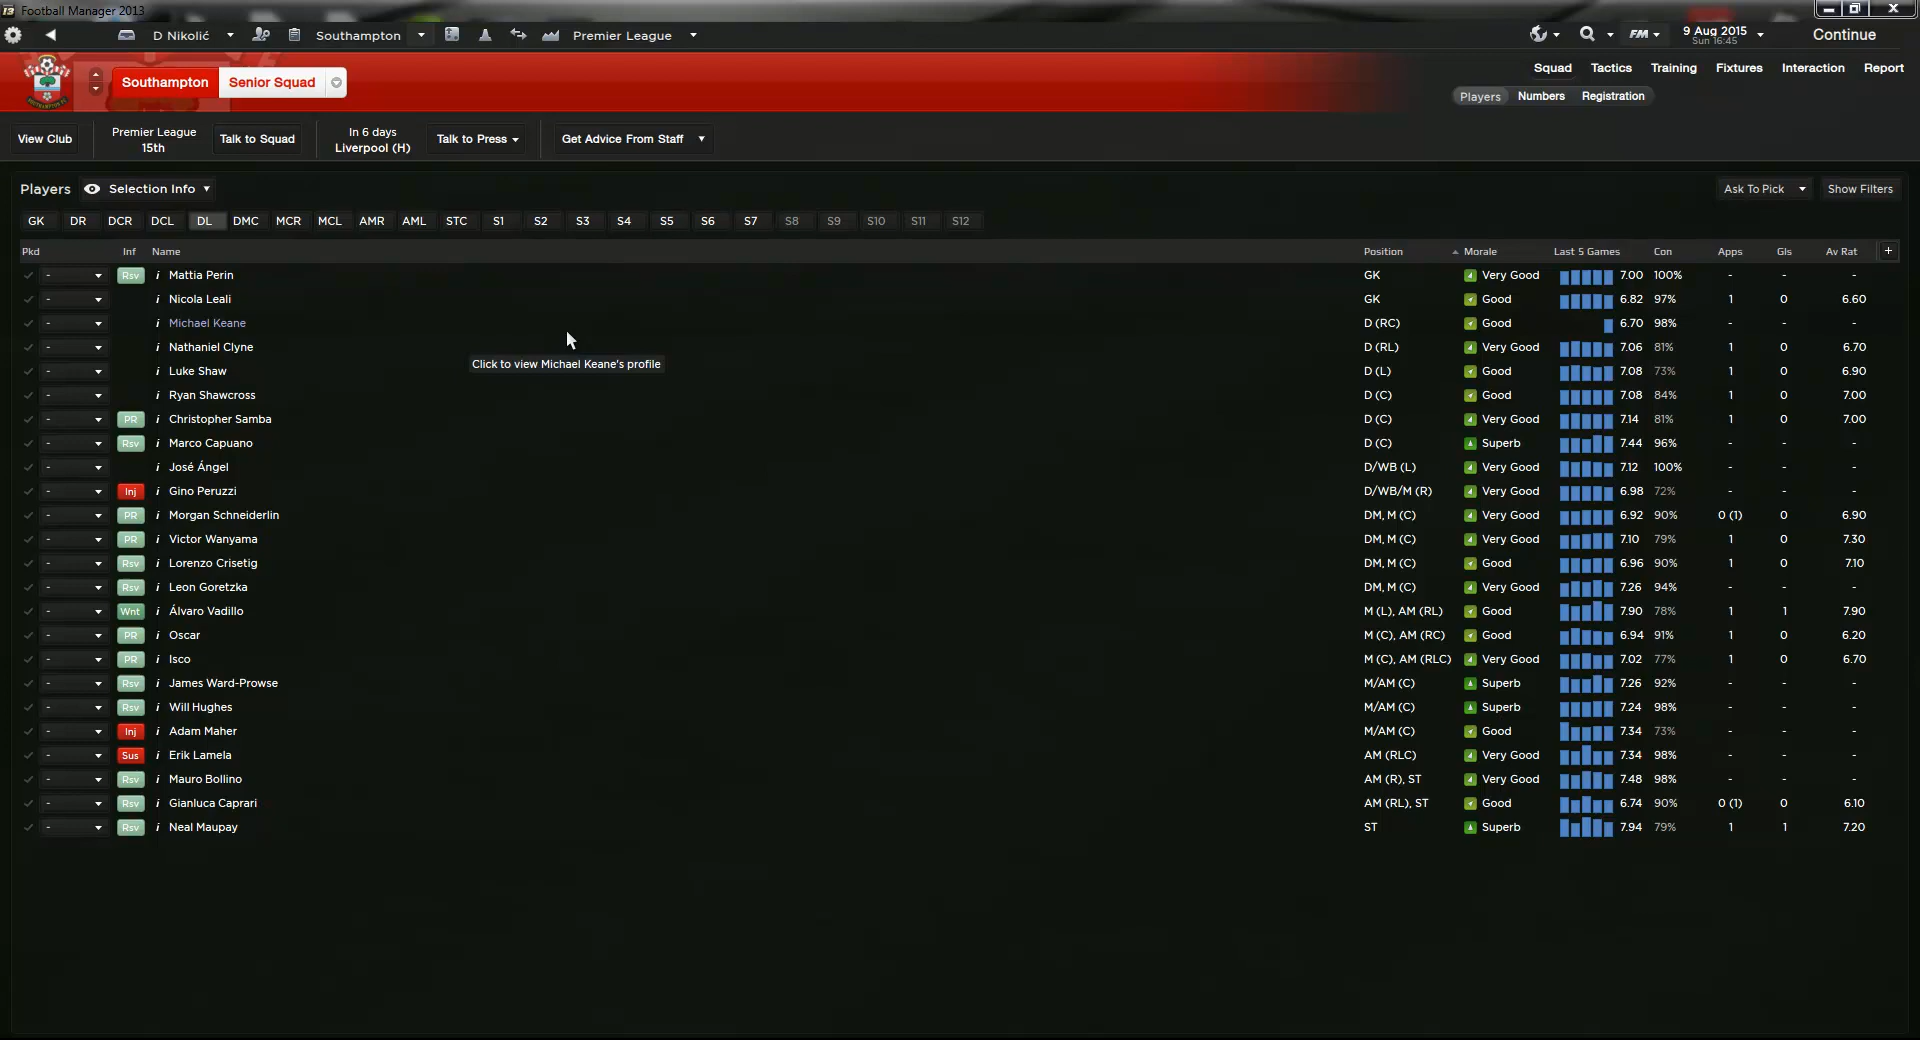 Football Manager 2013
D Nikolić Southampton Premier League FM 9 Aug 2015 Continue
Sun 16:45
Southampton Senior Squad
Squad Tactics Training Fixtures Interaction Report
Players Numbers Registration
View Club Premier League Talk to Squad In 6 days Talk to Press Get Advice From Staff
15th Liverpool (H)
Players Selection Info Ask To Pick Show Filters
GK DR DCR DCL DL DMC MCR MCL AMR AML STC S1 S2 S3 S4 S5 S6 S7 S8 S9 S10 S11 S12
Pkd Inf Name Position Morale Last 5 Games Con Apps Gls Av Rat +
- Rsv i Mattia Perin GK Very Good 7.00 100% - - -
- i Nicola Leali GK Good 6.82 97% 1 0 6.60
- i Michael Keane D (RC) Good 6.70 98% - - -
- i Nathaniel Clyne D (RL) Very Good 7.06 81% 1 0 6.70
Click to view Michael Keane's profile
- i Luke Shaw D (L) Good 7.08 73% 1 0 6.90
- i Ryan Shawcross D (C) Good 7.08 84% 1 0 7.00
- PR i Christopher Samba D (C) Very Good 7.14 81% 1 0 7.00
- Rsv i Marco Capuano D (C) Superb 7.44 96% - - -
- i José Ángel D/WB (L) Very Good 7.12 100% - - -
- Inj i Gino Peruzzi D/WB/M (R) Very Good 6.98 72% - - -
- PR i Morgan Schneiderlin DM, M (C) Very Good 6.92 90% 0 (1) 0 6.90
- PR i Victor Wanyama DM, M (C) Very Good 7.10 79% 1 0 7.30
- Rsv i Lorenzo Crisetig DM, M (C) Good 6.96 90% 1 0 7.10
- Rsv i Leon Goretzka DM, M (C) Very Good 7.26 94% - - -
- Wnt i Álvaro Vadillo M (L), AM (RL) Good 7.90 78% 1 1 7.90
- PR i Oscar M (C), AM (RC) Good 6.94 91% 1 0 6.20
- PR i Isco M (C), AM (RLC) Very Good 7.02 77% 1 0 6.70
- Rsv i James Ward-Prowse M/AM (C) Superb 7.26 92% - - -
- Rsv i Will Hughes M/AM (C) Superb 7.24 98% - - -
- Inj i Adam Maher M/AM (C) Good 7.34 73% - - -
- Sus i Erik Lamela AM (RLC) Very Good 7.34 98% - - -
- Rsv i Mauro Bollino AM (R), ST Very Good 7.48 98% - - -
- Rsv i Gianluca Caprari AM (RL), ST Good 6.74 90% 0 (1) 0 6.10
- Rsv i Neal Maupay ST Superb 7.94 79% 1 1 7.20